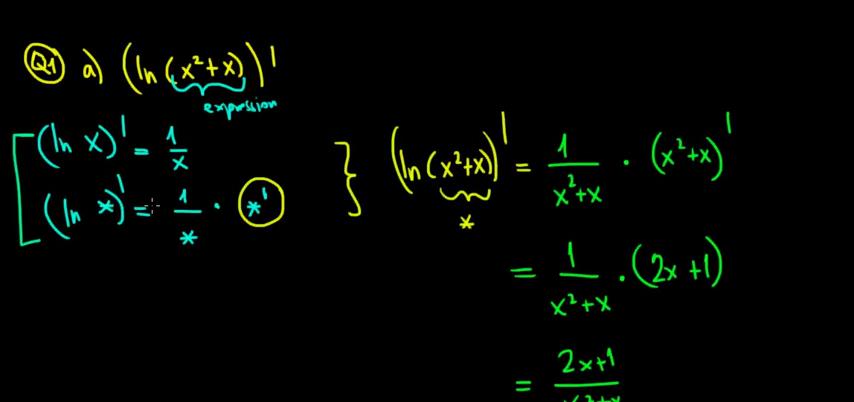 Q1 a) (ln (x²+x))'
expression
(ln x)' = 1/x
(ln *)' = 1/* · *'
(ln (x²+x))' = 1/(x²+x) · (x²+x)'
*
= 1/(x²+x) · (2x+1)
= (2x+1)/(x²+x)